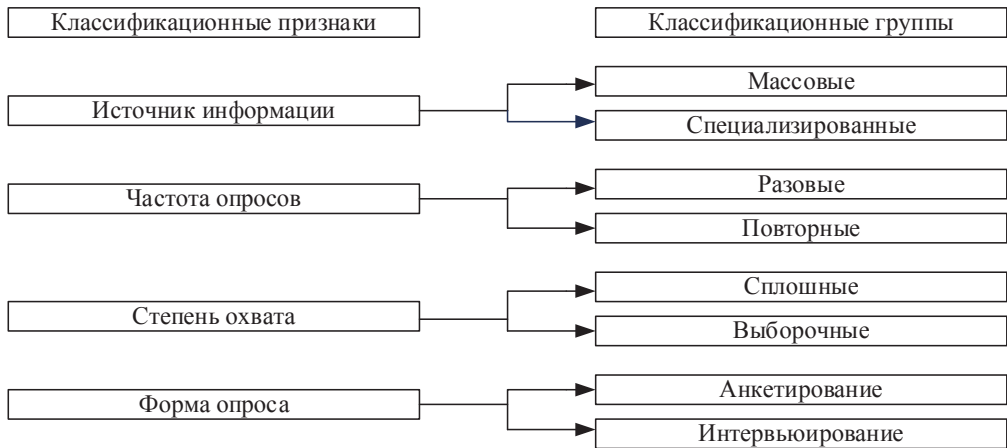 Классификационные признаки
Классификационные группы
Источник информации
Массовые
Специализированные
Частота опросов
Разовые
Повторные
Степень охвата
Сплошные
Выборочные
Форма опроса
Анкетирование
Интервьюирование